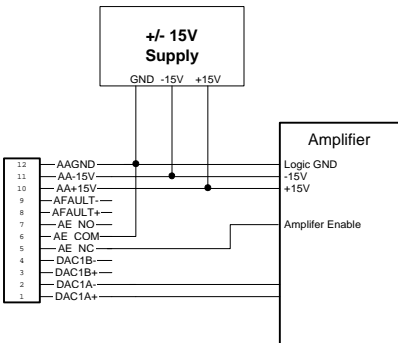 +/- 15V
Supply
GND -15V +15V
Amplifier
12 AAGND Logic GND
11 AA-15V -15V
10 AA+15V +15V
9 AFAULT-
8 AFAULT+
7 AE NO Amplifer Enable
6 AE COM
5 AE NC
4 DAC1B-
3 DAC1B+
2 DAC1A-
1 DAC1A+